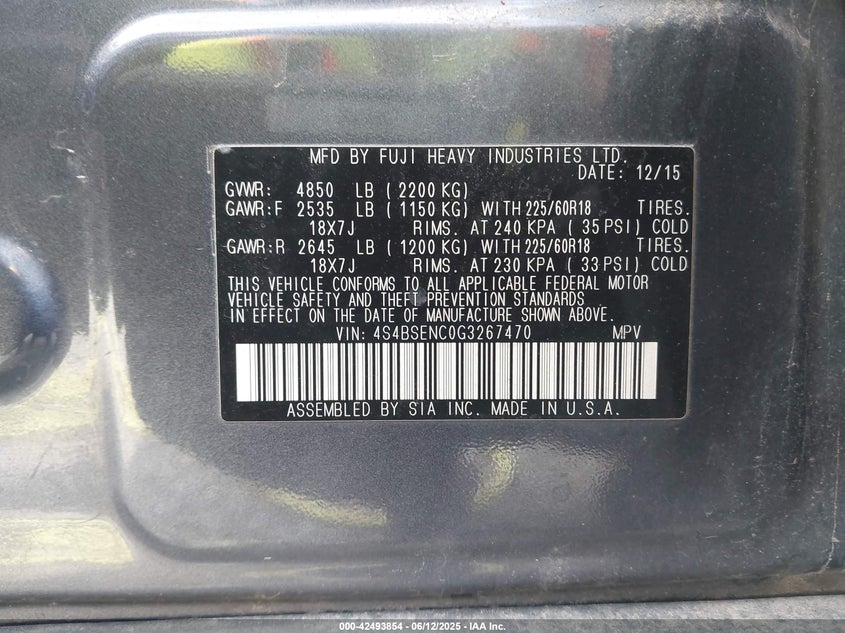 MFD BY FUJI HEAVY INDUSTRIES LTD.
DATE: 12/15
GVWR: 4850 LB ( 2200 KG)
GAWR:F 2535 LB ( 1150 KG) WITH 225/60R18 TIRES.
18X7J RIMS. AT 240 KPA ( 35 PSI) COLD
GAWR:R 2645 LB ( 1200 KG) WITH 225/60R18 TIRES.
18X7J RIMS. AT 230 KPA ( 33 PSI) COLD
THIS VEHICLE CONFORMS TO ALL APPLICABLE FEDERAL MOTOR
VEHICLE SAFETY AND THEFT PREVENTION STANDARDS
IN EFFECT ON THE DATE OF MANUFACTURE SHOWN ABOVE.
VIN: 4S4BSENC0G3267470 MPV
ASSEMBLED BY SIA INC. MADE IN U.S.A.
000-42493854 - 06/12/2025 - © IAA Inc.